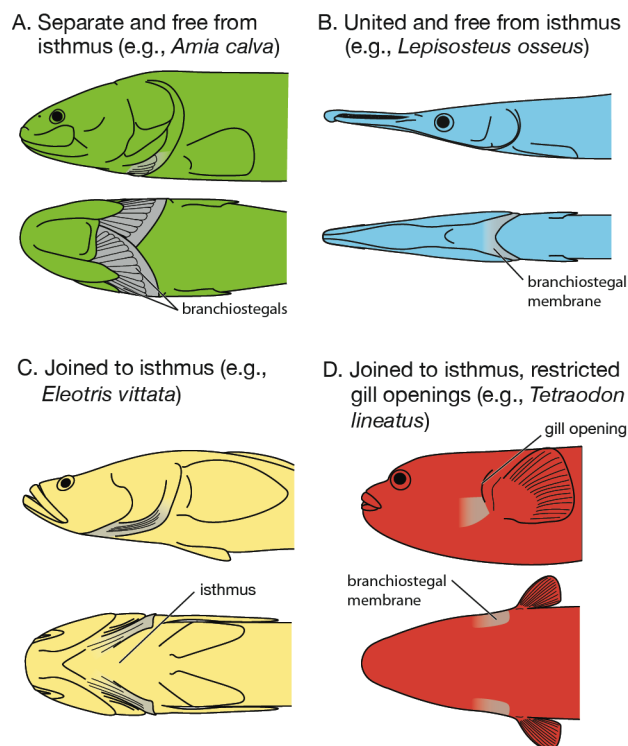 A. Separate and free from
isthmus (e.g., Amia calva)
B. United and free from isthmus
(e.g., Lepisosteus osseus)
branchiostegals
branchiostegal
membrane
C. Joined to isthmus (e.g.,
Eleotris vittata)
D. Joined to isthmus, restricted
gill openings (e.g., Tetraodon
lineatus)
gill opening
isthmus
branchiostegal
membrane